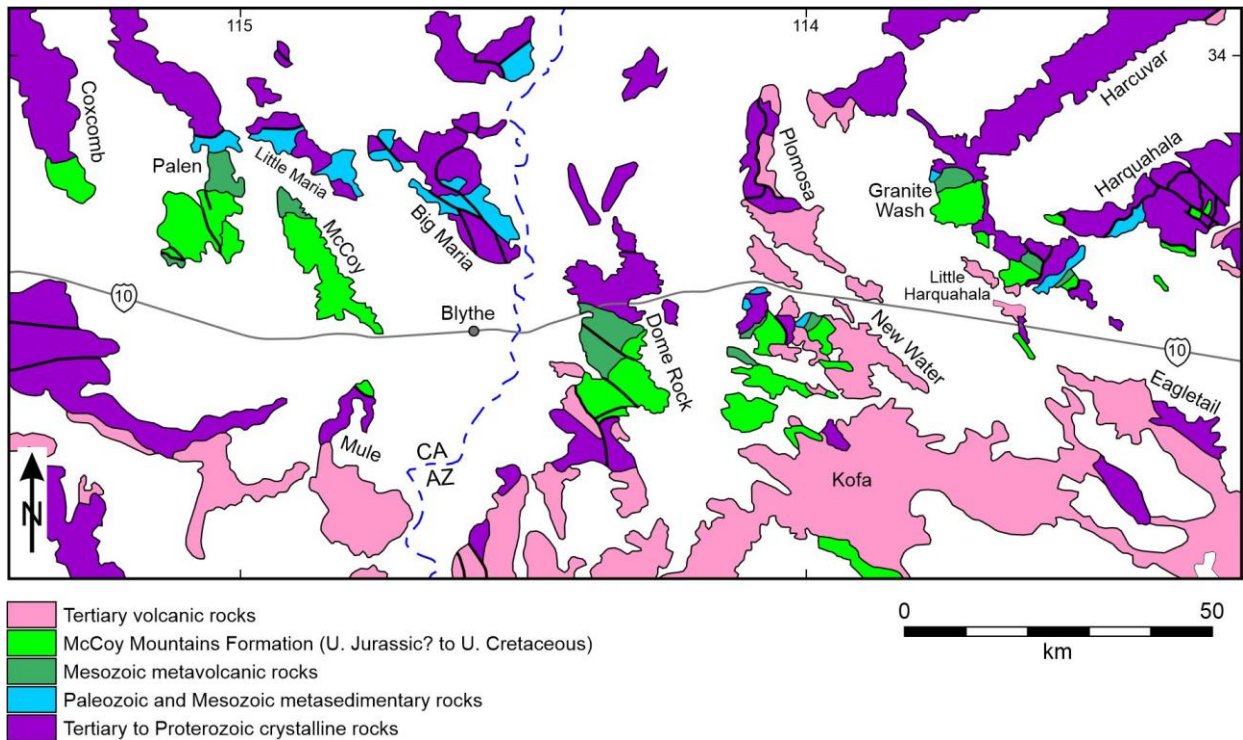 115
114
34
Coxcomb
Palen
Little Maria
McCoy
Big Maria
Plomosa
Harcuvar
Harquahala
Granite
Wash
Little
Harquahala
10
Blythe
Dome Rock
New Water
10
Eagletail
Mule
CA
AZ
Kofa
N
Tertiary volcanic rocks
McCoy Mountains Formation (U. Jurassic? to U. Cretaceous)
Mesozoic metavolcanic rocks
Paleozoic and Mesozoic metasedimentary rocks
Tertiary to Proterozoic crystalline rocks
0
50
km